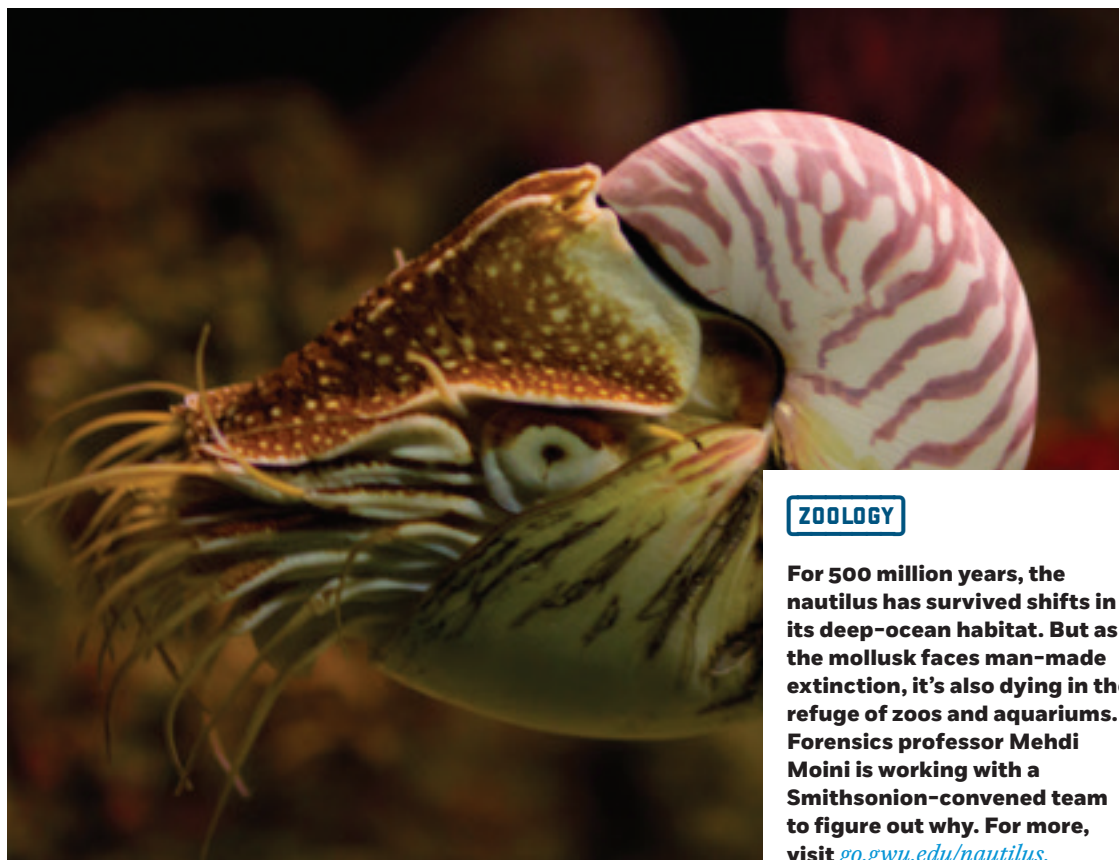 ZOOLOGY
For 500 million years, the
nautilus has survived shifts in
its deep-ocean habitat. But as
the mollusk faces man-made
extinction, it's also dying in the
refuge of zoos and aquariums.
Forensics professor Mehdi
Moini is working with a
Smithsonion-convened team
to figure out why. For more,
visit go.gwu.edu/nautilus.